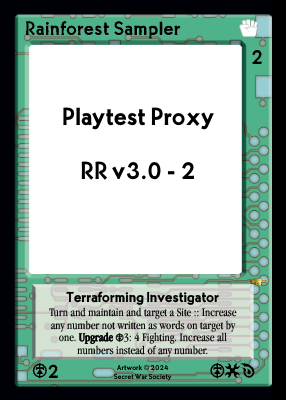 Rainforest Sampler
2
Playtest Proxy
RR v3.0 - 2
Terraforming Investigator
Turn and maintain and target a Site :: Increase
any number not written as words on target by
one. Upgrade 3: 4 Fighting. Increase all
numbers instead of any number.
2
Artwork © 2024
Secret War Society